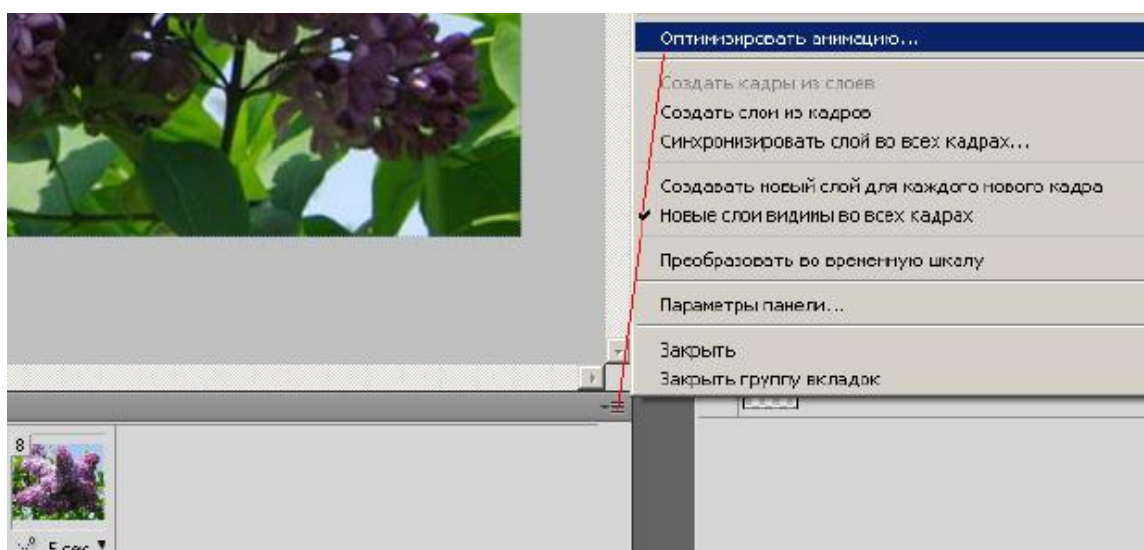 Оптимизировать анимацию...
Создать кадры из слоев
Создать слои из кадров
Синхронизировать слой во всех кадрах...
Создавать новый слой для каждого нового кадра
Новые слои видимы во всех кадрах
Преобразовать во временную шкалу
Параметры панели...
Закрыть
Закрыть группу вкладок
8
5 сек.